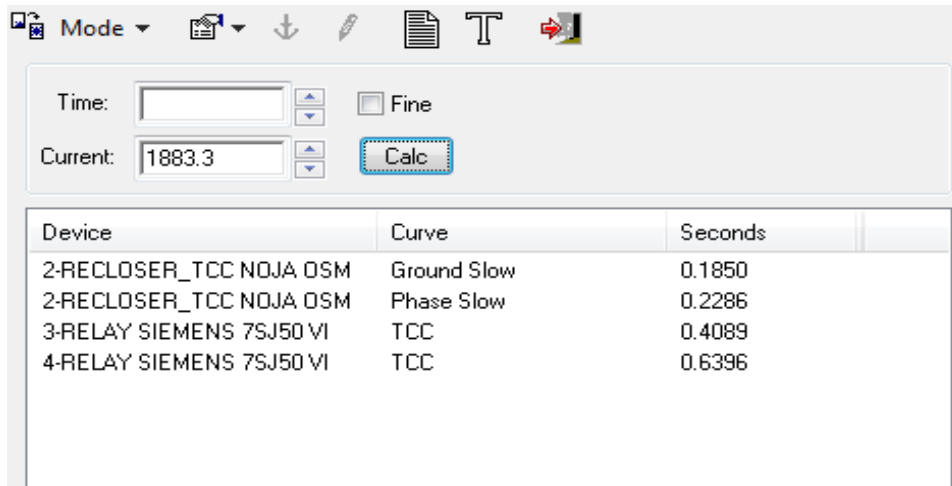 Mode
Time:
Fine
Current: 1883.3 Calc
Device Curve Seconds
2-RECLOSER_TCC NOJA OSM Ground Slow 0.1850
2-RECLOSER_TCC NOJA OSM Phase Slow 0.2286
3-RELAY SIEMENS 7SJ50 VI TCC 0.4089
4-RELAY SIEMENS 7SJ50 VI TCC 0.6396